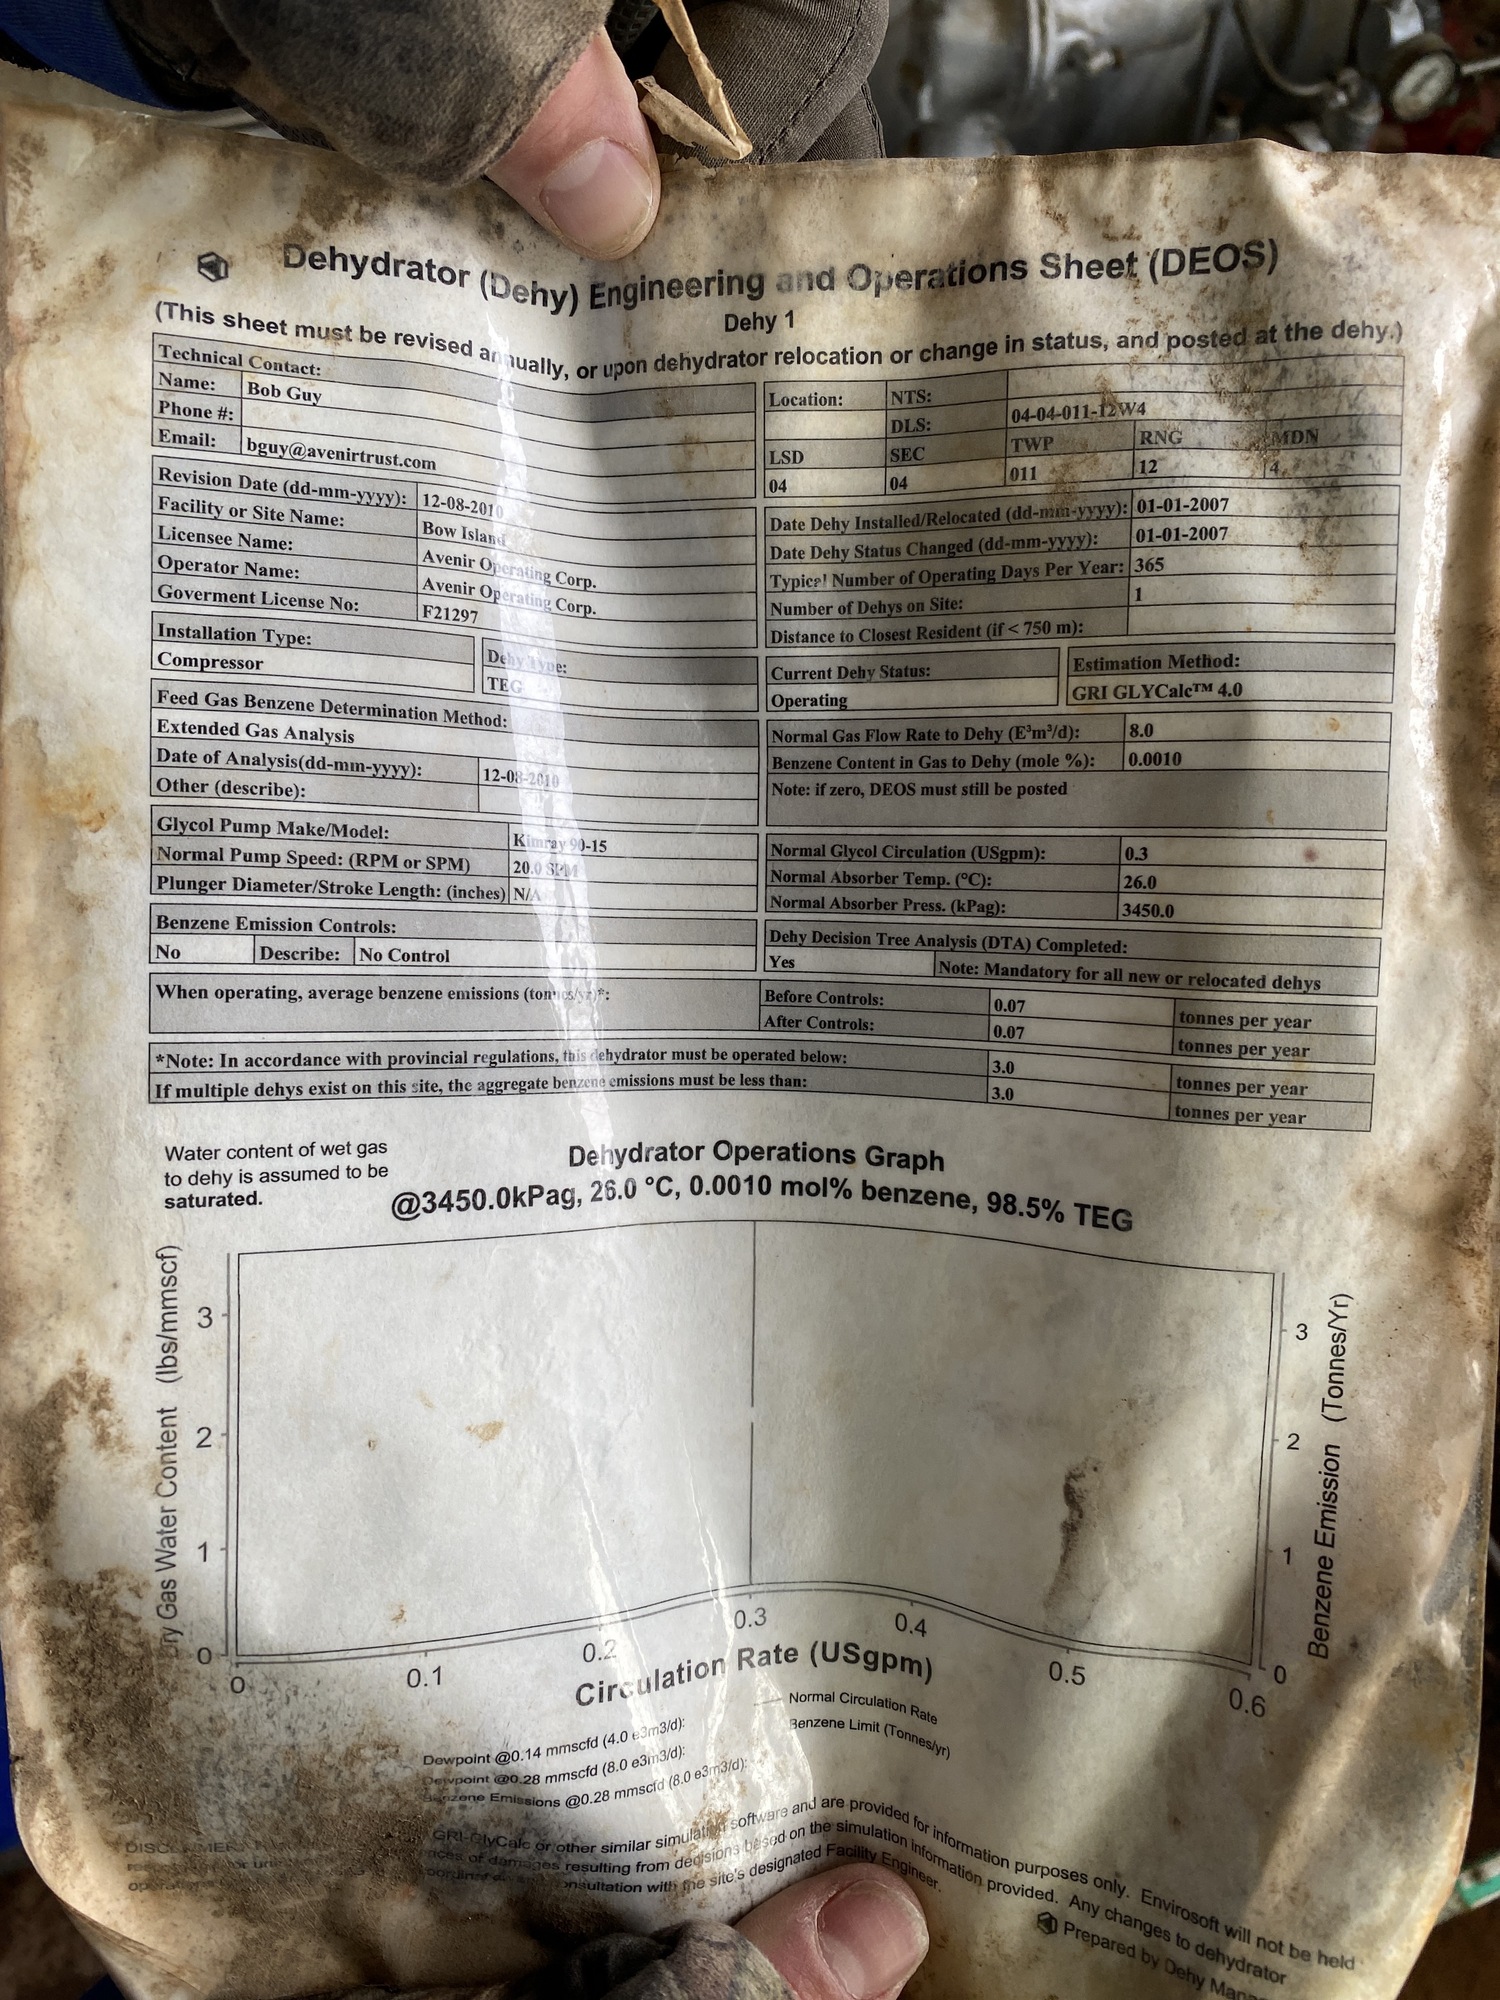 Dehydrator (Dehy) Engineering and Operations Sheet (DEOS)
Dehy 1
(This sheet must be revised annually, or upon dehydrator relocation or change in status, and posted at the dehy.)
Technical Contact:
Name: Bob Guy
Phone #:
Email: bguy@avenirtrust.com
Location: NTS:
DLS: 04-04-011-12W4
LSD SEC TWP RNG MDN
04 04 011 12 4
Revision Date (dd-mm-yyyy): 12-08-2010
Facility or Site Name: Bow Island
Licensee Name: Avenir Operating Corp.
Operator Name: Avenir Operating Corp.
Goverment License No: F21297
Date Dehy Installed/Relocated (dd-mm-yyyy): 01-01-2007
Date Dehy Status Changed (dd-mm-yyyy): 01-01-2007
Typical Number of Operating Days Per Year: 365
Number of Dehys on Site: 1
Distance to Closest Resident (if < 750 m):
Installation Type:
Compressor
Dehy Type:
TEG
Current Dehy Status:
Operating
Estimation Method:
GRI GLYCalc™ 4.0
Feed Gas Benzene Determination Method:
Extended Gas Analysis
Date of Analysis(dd-mm-yyyy): 12-08-2010
Other (describe):
Normal Gas Flow Rate to Dehy (E³m³/d): 8.0
Benzene Content in Gas to Dehy (mole %): 0.0010
Note: if zero, DEOS must still be posted
Glycol Pump Make/Model: Kimray 90-15
Normal Pump Speed: (RPM or SPM) 20.0 SPM
Plunger Diameter/Stroke Length: (inches) N/A
Normal Glycol Circulation (USgpm): 0.3
Normal Absorber Temp. (°C): 26.0
Normal Absorber Press. (kPag): 3450.0
Benzene Emission Controls:
No Describe: No Control
Dehy Decision Tree Analysis (DTA) Completed:
Yes Note: Mandatory for all new or relocated dehys
When operating, average benzene emissions (tonnes/yr)*:
Before Controls: 0.07 tonnes per year
After Controls: 0.07 tonnes per year
*Note: In accordance with provincial regulations, this dehydrator must be operated below: 3.0 tonnes per year
If multiple dehys exist on this site, the aggregate benzene emissions must be less than: 3.0 tonnes per year
Water content of wet gas
to dehy is assumed to be
saturated.
Dehydrator Operations Graph
@3450.0kPag, 26.0 °C, 0.0010 mol% benzene, 98.5% TEG
Dry Gas Water Content (lbs/mmscf)
3
2
1
0
Benzene Emission (Tonnes/Yr)
3
2
1
0
0 0.1 0.2 0.3 0.4 0.5 0.6
Circulation Rate (USgpm)
Normal Circulation Rate
Benzene Limit (Tonnes/yr)
Dewpoint @0.14 mmscfd (4.0 e3m3/d):
Dewpoint @0.28 mmscfd (8.0 e3m3/d):
Benzene Emissions @0.28 mmscfd (8.0 e3m3/d):
DISCLAIMER: GRI-GlyCalc or other similar simulation software and are provided for information purposes only. Envirosoft will not be held
of damages resulting from decisions based on the simulation information provided. Any changes to dehydrator
consultation with the site's designated Facility Engineer.
Prepared by Dehy